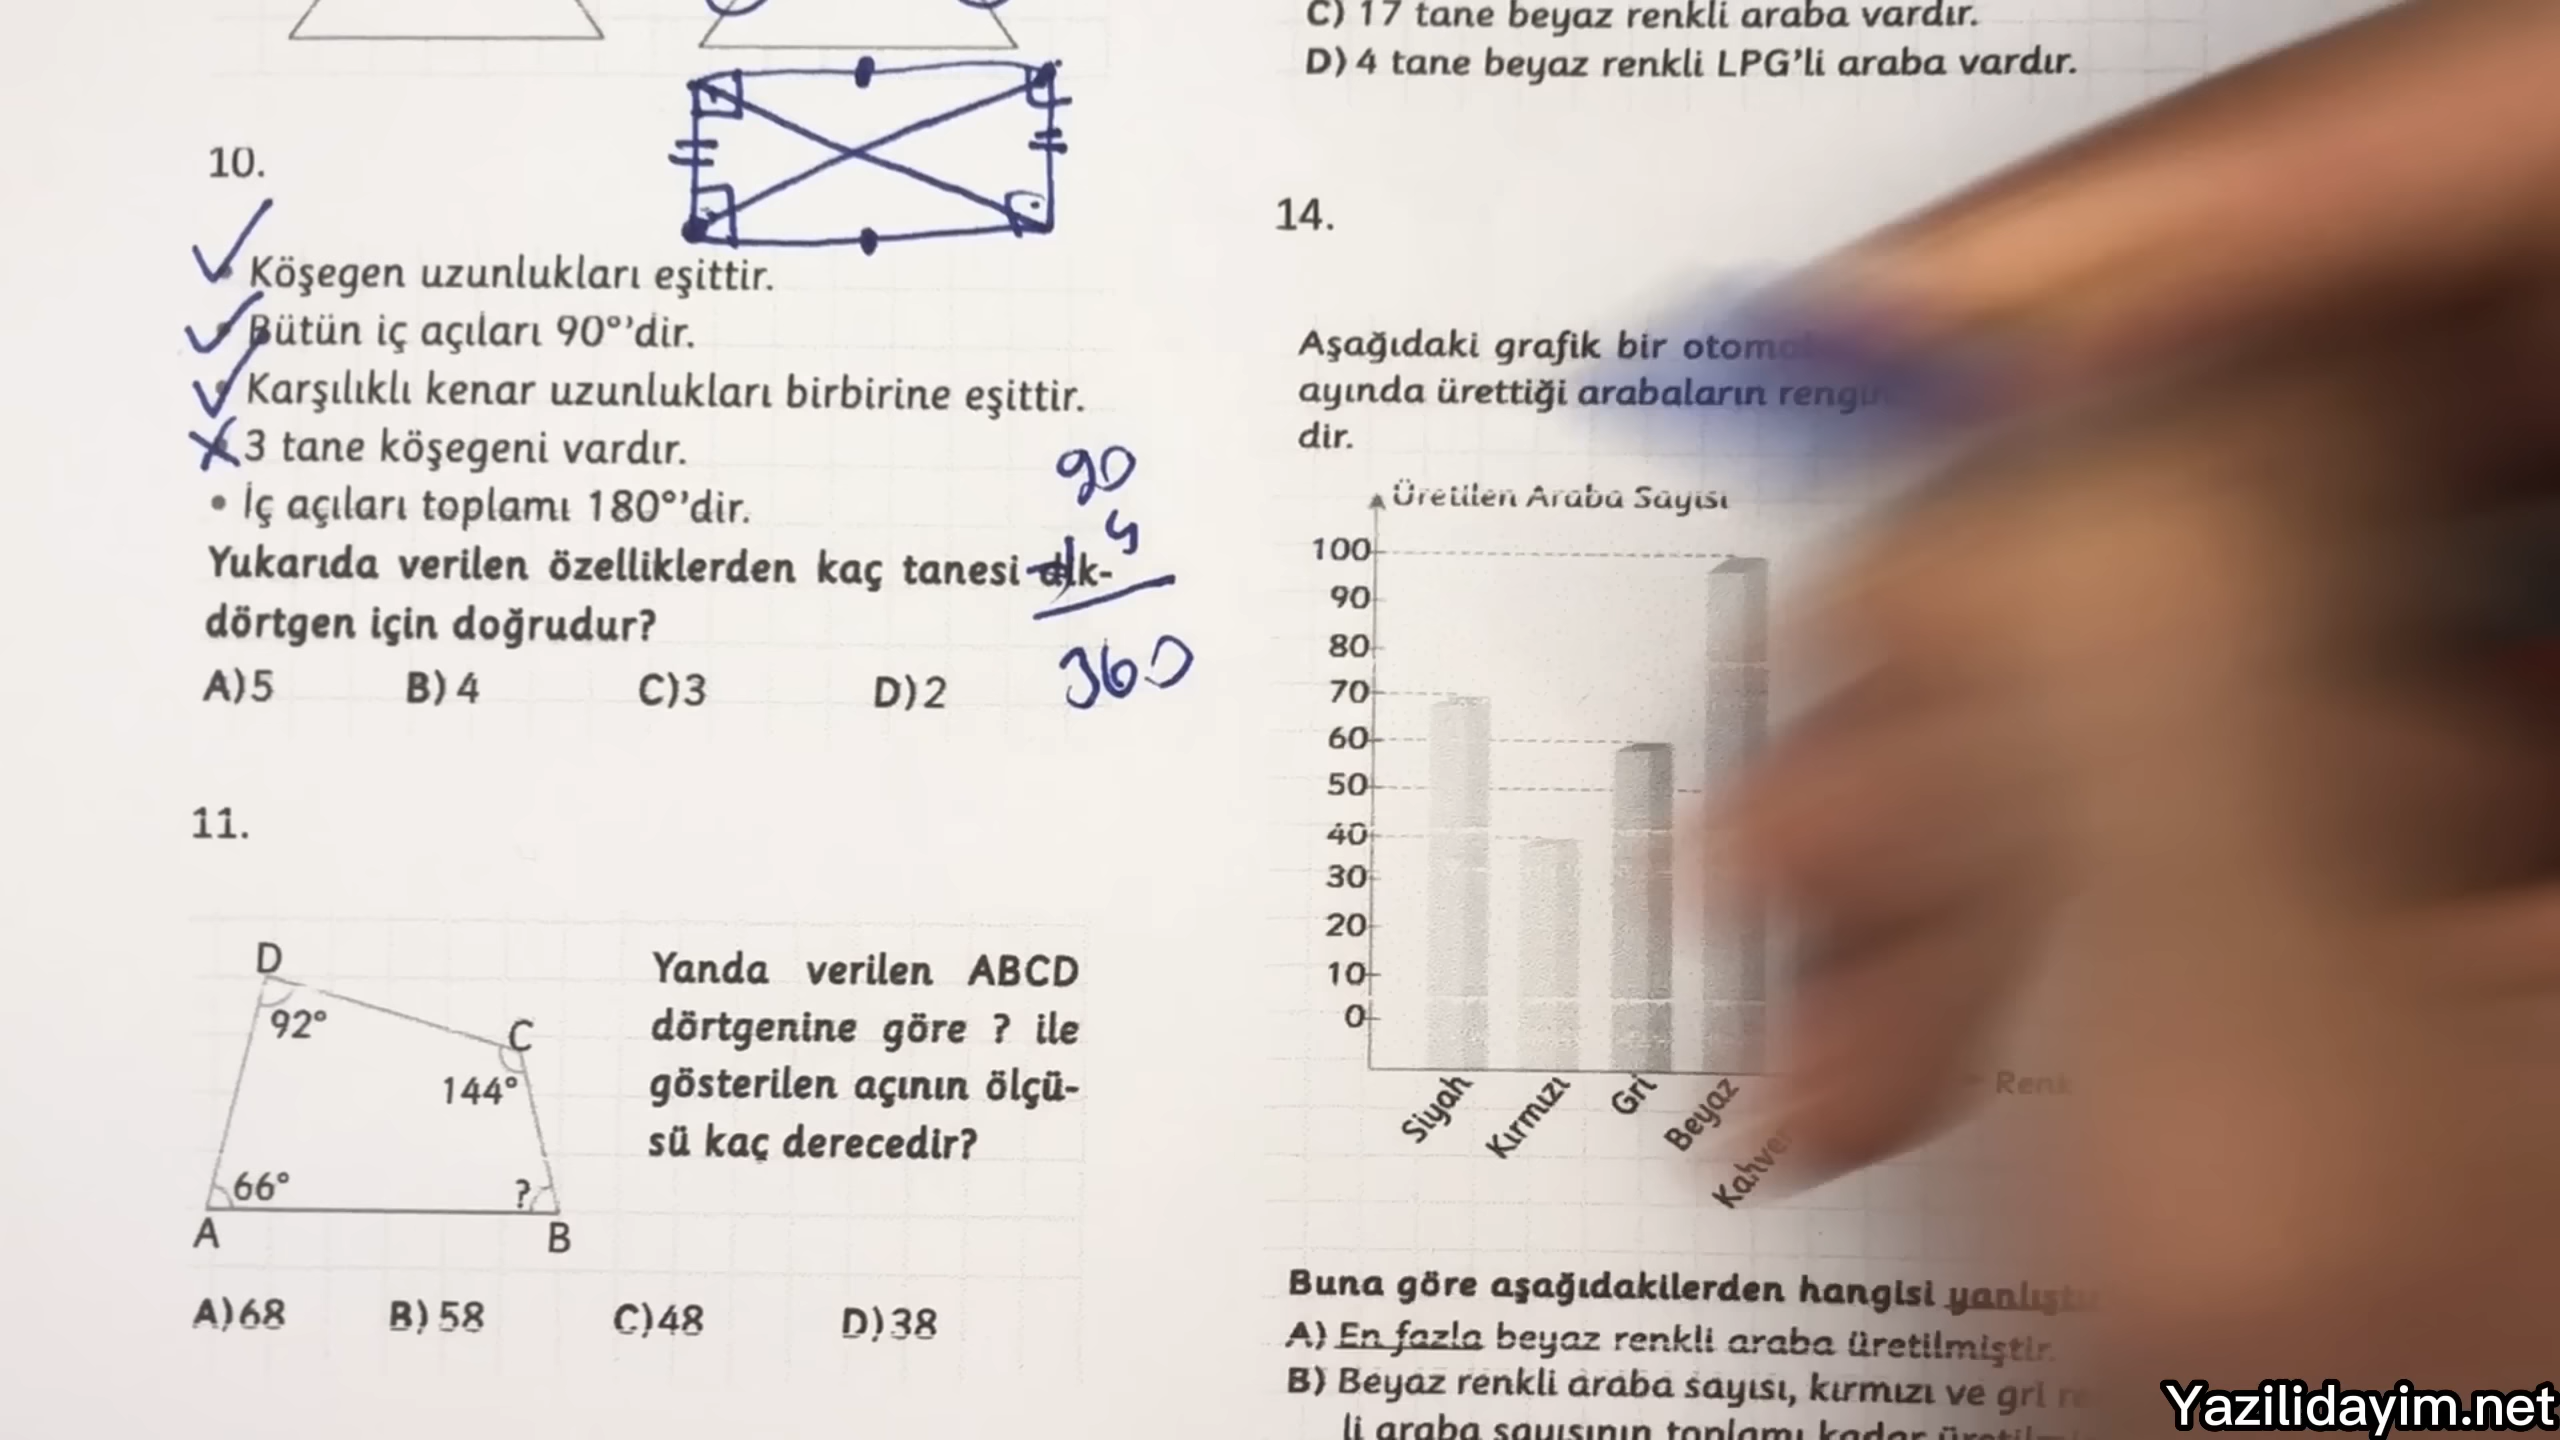 10.
Köşegen uzunlukları eşittir.
Bütün iç açıları 90°'dir.
Karşılıklı kenar uzunlukları birbirine eşittir.
3 tane köşegeni vardır.
• İç açıları toplamı 180°'dir.
Yukarıda verilen özelliklerden kaç tanesi dik-
dörtgen için doğrudur?
A)5 B)4 C)3 D)2
90
4
360
11.
D
92°
C
144°
66°
?
A
B
Yanda verilen ABCD
dörtgenine göre ? ile
gösterilen açının ölçü-
sü kaç derecedir?
A)68 B)58 C)48 D)38
C) 17 tane beyaz renkli araba vardır.
D) 4 tane beyaz renkli LPG'li araba vardır.
14.
Aşağıdaki grafik bir
ayında ürettiği arabaların
dir.
Üretilen Araba Sayısı
100
90
80
70
60
50
40
30
20
10
0
Siyah
Kırmızı
Gri
Beyaz
Renk
Buna göre aşağıdakilerden hangisi
A) En fazla beyaz renkli araba üretilmiştir.
B) Beyaz renkli araba sayısı, kırmızı ve gri
li araba sayısının toplamı kadar
Yazilidayim.net